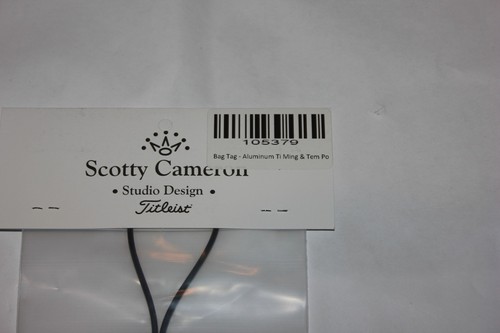 105379
Bag Tag - Aluminum Ti Ming & Tem Po
Scotty Cameron
• Studio Design •
Titleist